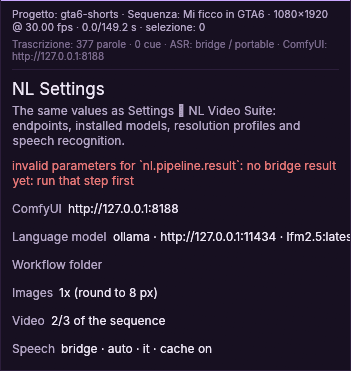 Progetto: gta6-shorts · Sequenza: Mi ficco in GTA6 · 1080×1920
@ 30.00 fps · 0.0/149.2 s · selezione: 0
Trascrizione: 377 parole · 0 cue · ASR: bridge / portable · ComfyUI:
http://127.0.0.1:8188
NL Settings
The same values as Settings ▯ NL Video Suite:
endpoints, installed models, resolution profiles and
speech recognition.
invalid parameters for `nl.pipeline.result`: no bridge result
yet: run that step first
ComfyUI http://127.0.0.1:8188
Language model ollama · http://127.0.0.1:11434 · lfm2.5:lates
Workflow folder
Images 1x (round to 8 px)
Video 2/3 of the sequence
Speech bridge · auto · it · cache on